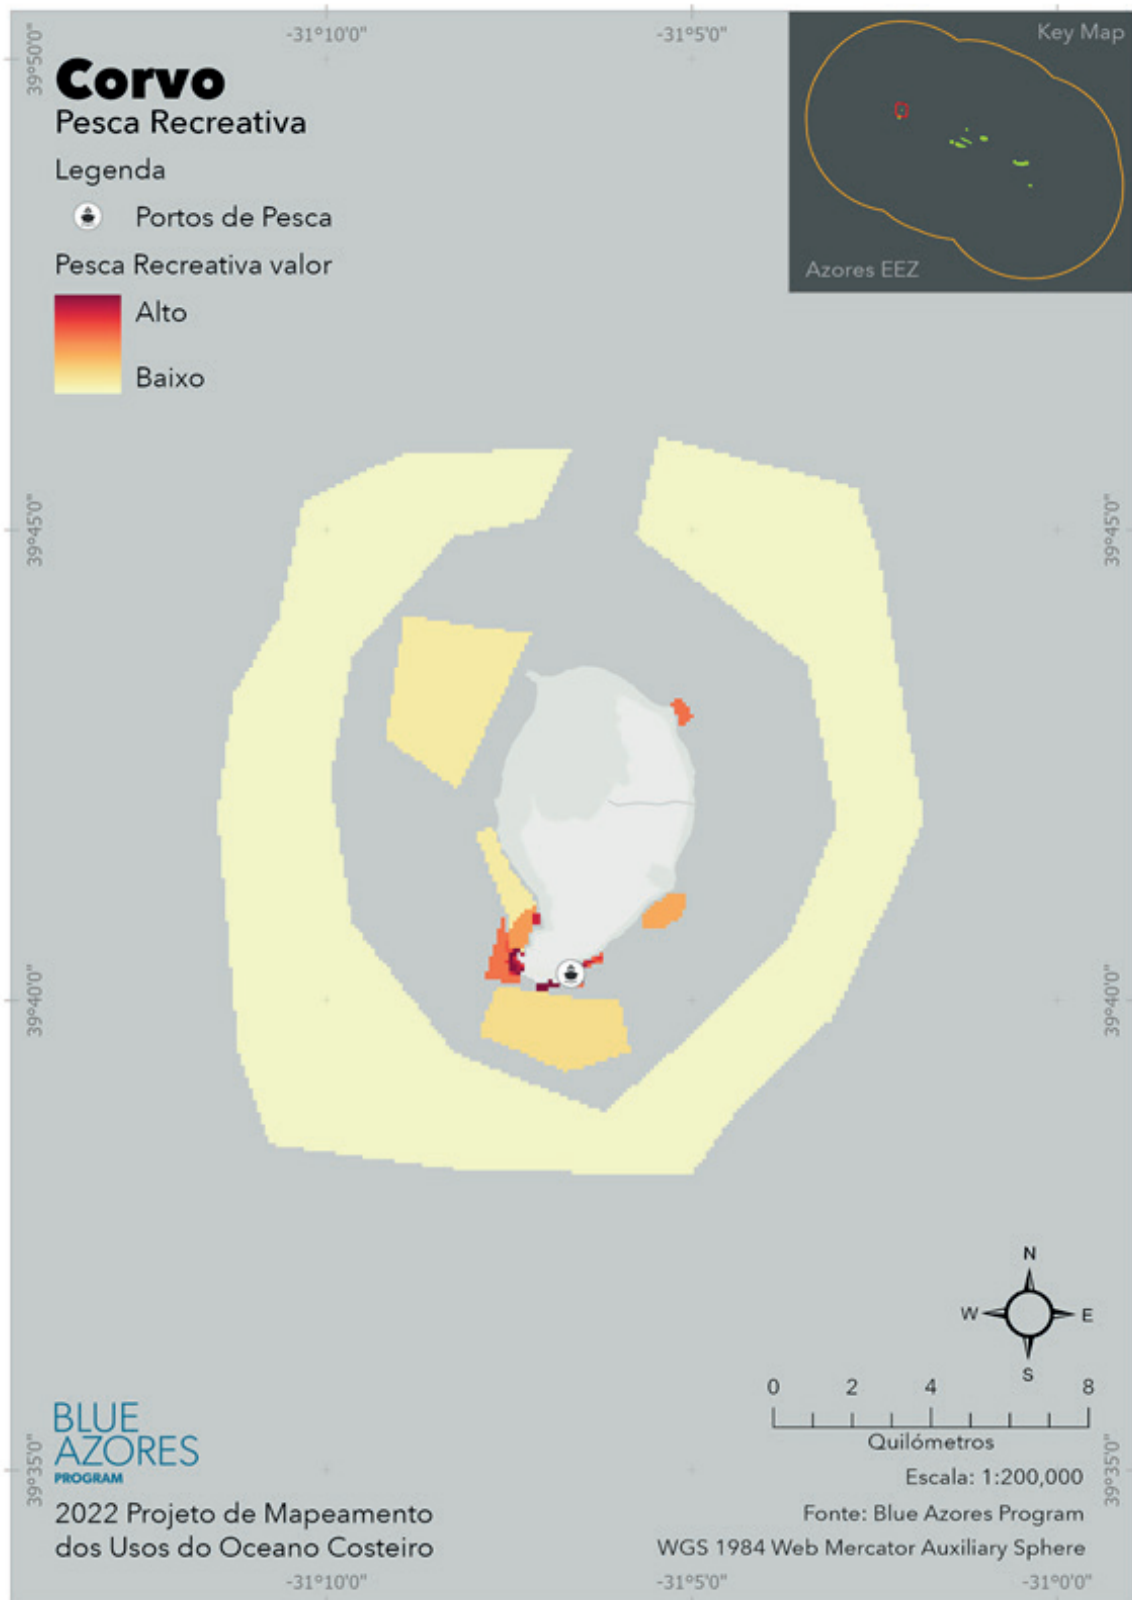 -31°10'0"
-31°5'0"
Key Map
39°50'0"
Corvo
Pesca Recreativa
Legenda
Portos de Pesca
Pesca Recreativa valor
Alto
Baixo
Azores EEZ
39°45'0"
39°45'0"
39°40'0"
39°40'0"
N
W
E
S
0 2 4 8
Quilómetros
BLUE
AZORES
PROGRAM
39°35'0"
39°35'0"
Escala: 1:200,000
2022 Projeto de Mapeamento
dos Usos do Oceano Costeiro
Fonte: Blue Azores Program
WGS 1984 Web Mercator Auxiliary Sphere
-31°10'0"
-31°5'0"
-31°0'0"